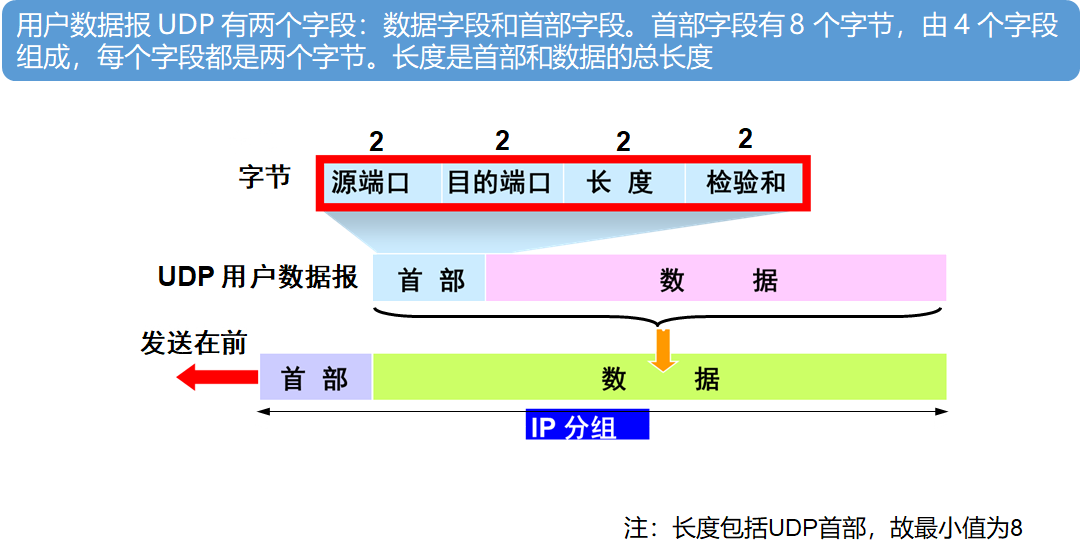 用户数据报 UDP 有两个字段：数据字段和首部字段。首部字段有 8 个字节，由 4 个字段
组成，每个字段都是两个字节。长度是首部和数据的总长度
2 2 2 2
字节 源端口 目的端口 长 度 检验和
UDP 用户数据报 首 部 数 据
发送在前
首 部 数 据
IP 分组
注：长度包括UDP首部，故最小值为8